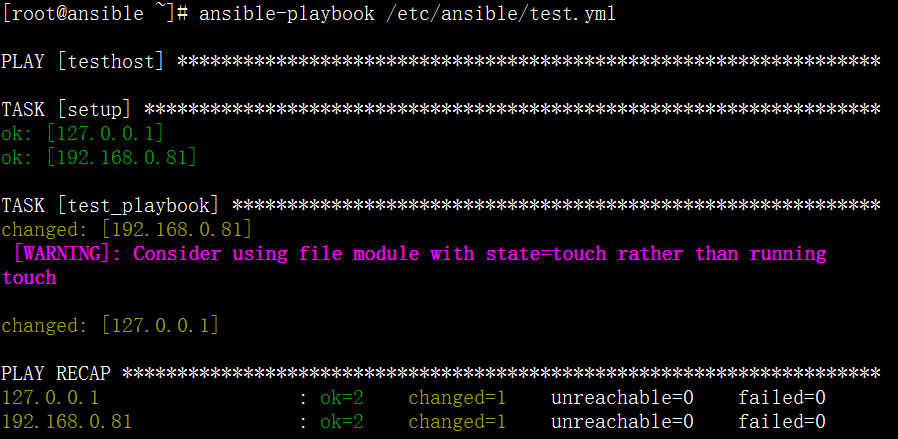 [root@ansible ~]# ansible-playbook /etc/ansible/test.yml
PLAY [testhost] ****************************************************************
TASK [setup] *******************************************************************
ok: [127.0.0.1]
ok: [192.168.0.81]
TASK [test_playbook] ***********************************************************
changed: [192.168.0.81]
[WARNING]: Consider using file module with state=touch rather than running
touch
changed: [127.0.0.1]
PLAY RECAP *********************************************************************
127.0.0.1                  : ok=2    changed=1    unreachable=0    failed=0
192.168.0.81               : ok=2    changed=1    unreachable=0    failed=0